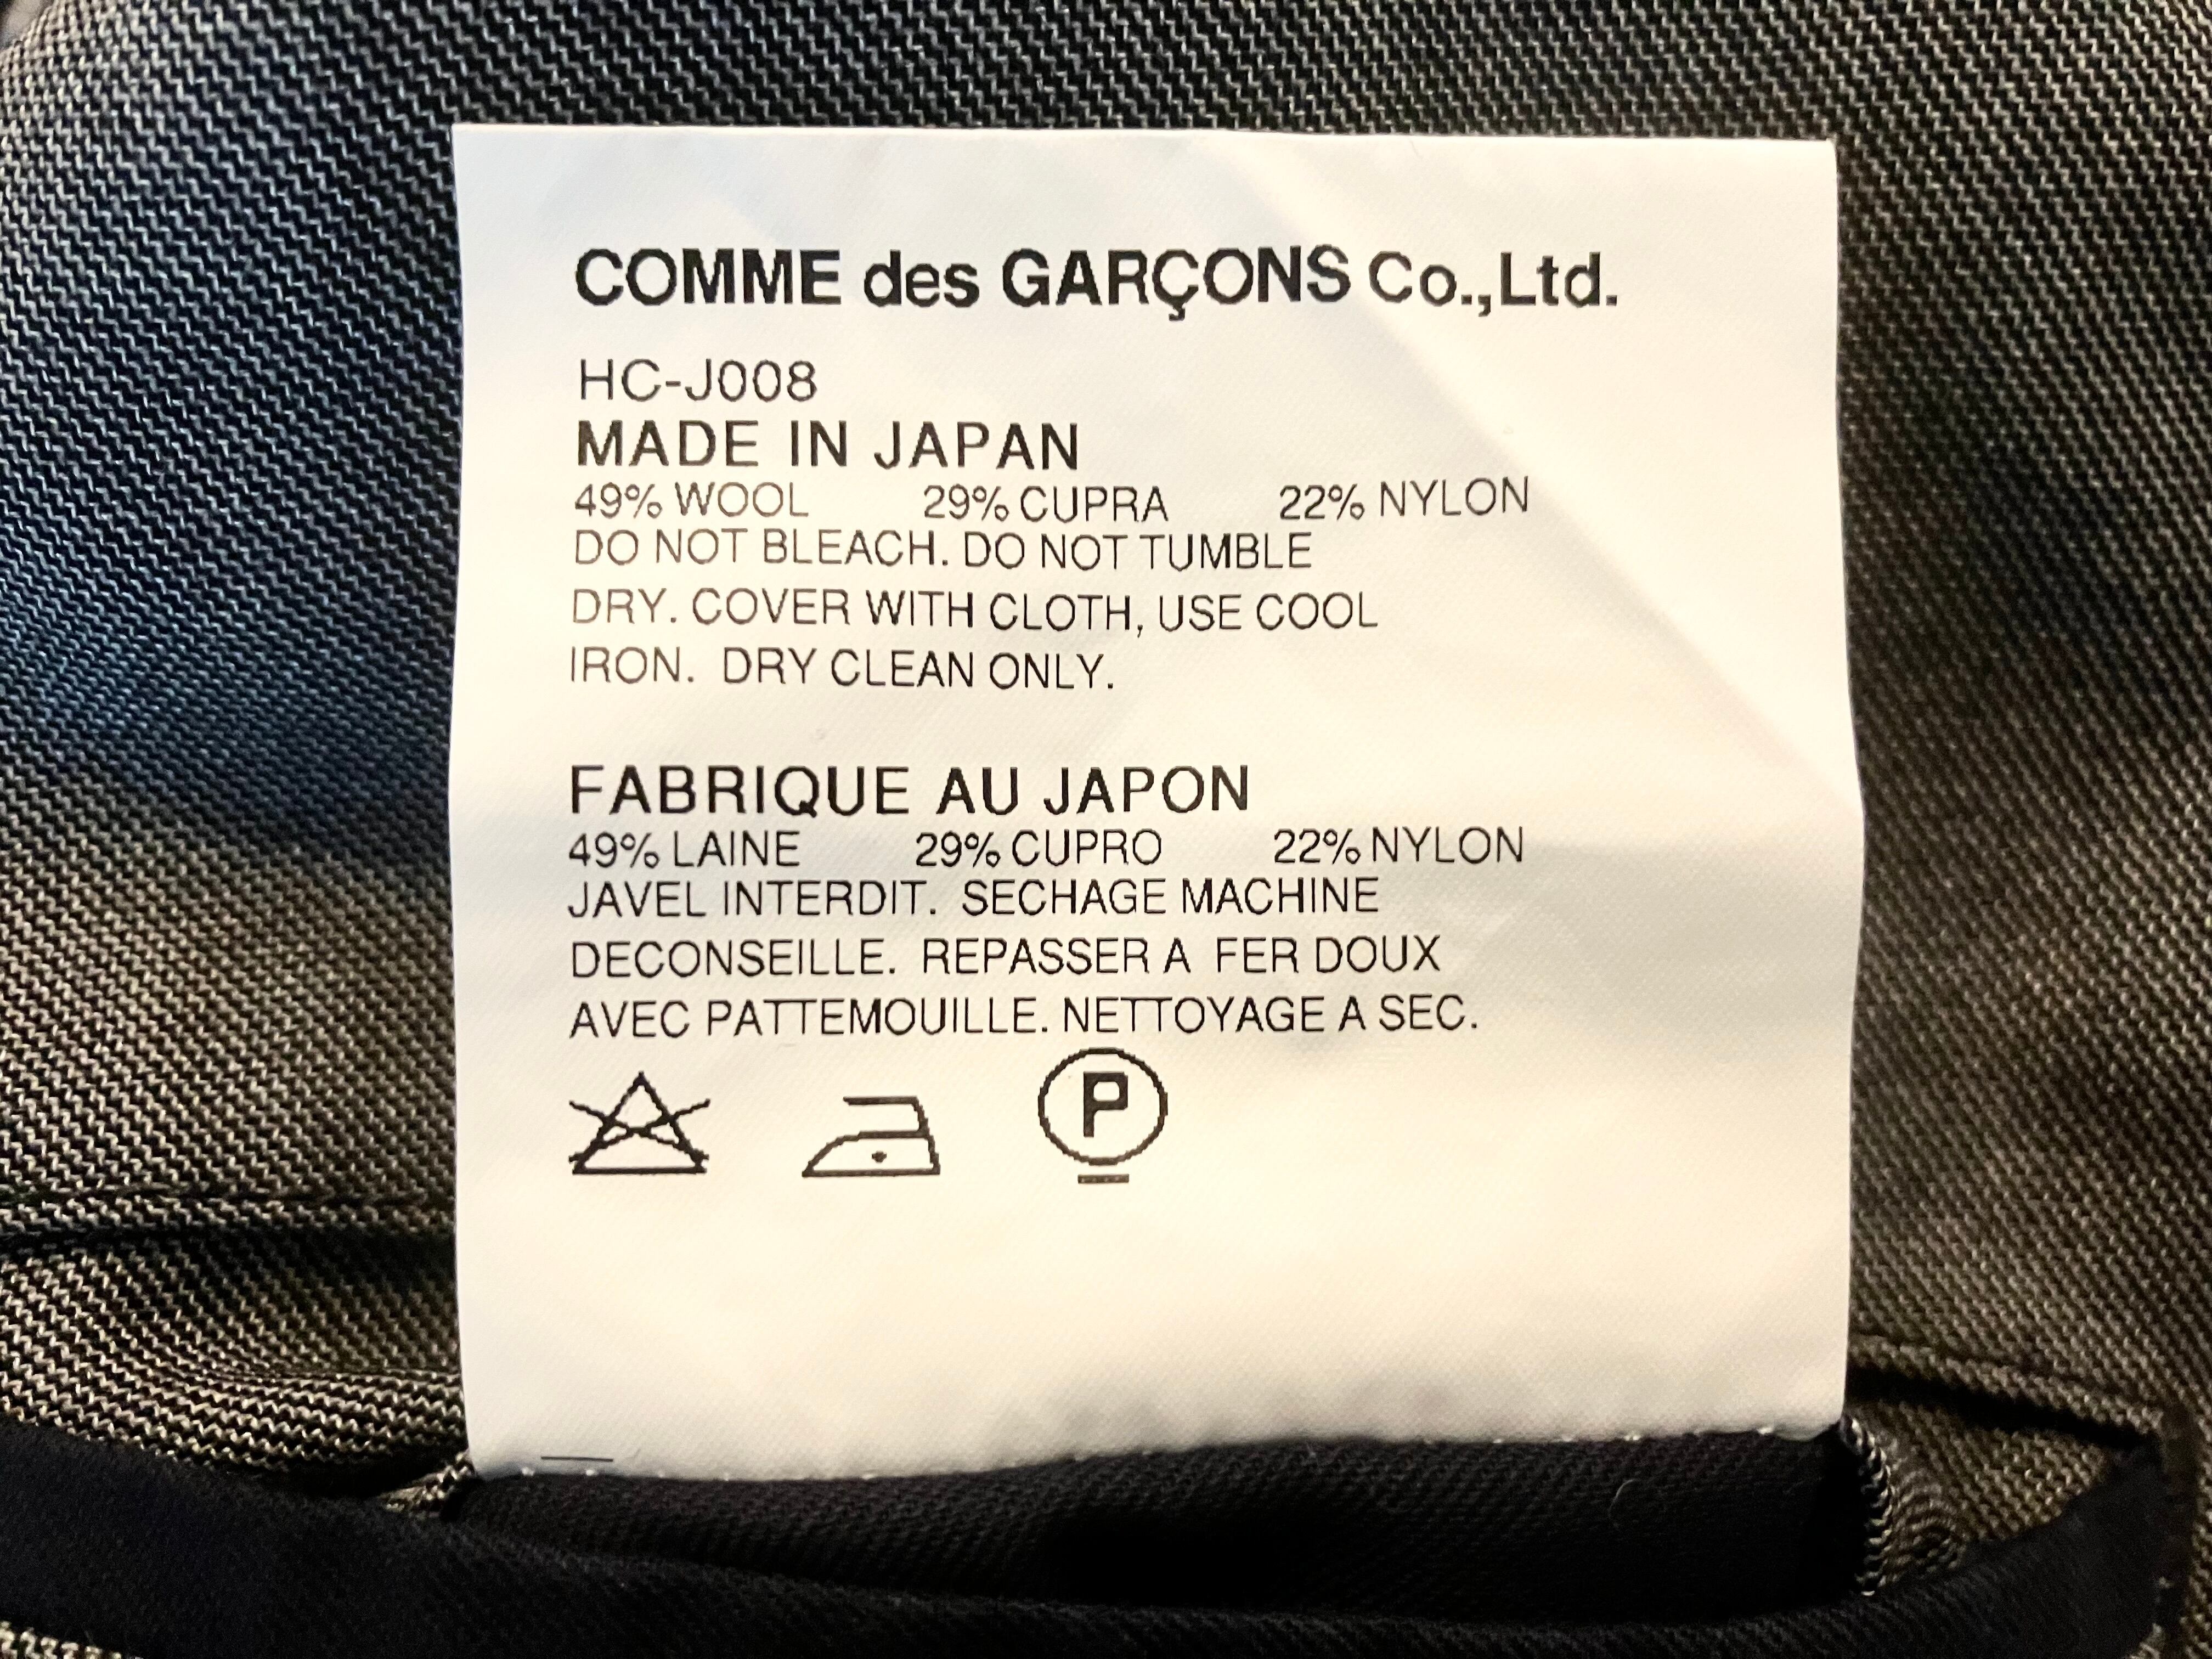 COMME des GARÇONS Co.,Ltd.
HC-J008
MADE IN JAPAN
49% WOOL 29% CUPRA 22% NYLON
DO NOT BLEACH. DO NOT TUMBLE
DRY. COVER WITH CLOTH, USE COOL
IRON. DRY CLEAN ONLY.
FABRIQUE AU JAPON
49% LAINE 29% CUPRO 22% NYLON
JAVEL INTERDIT. SECHAGE MACHINE
DECONSEILLE. REPASSER A FER DOUX
AVEC PATTEMOUILLE. NETTOYAGE A SEC.
P